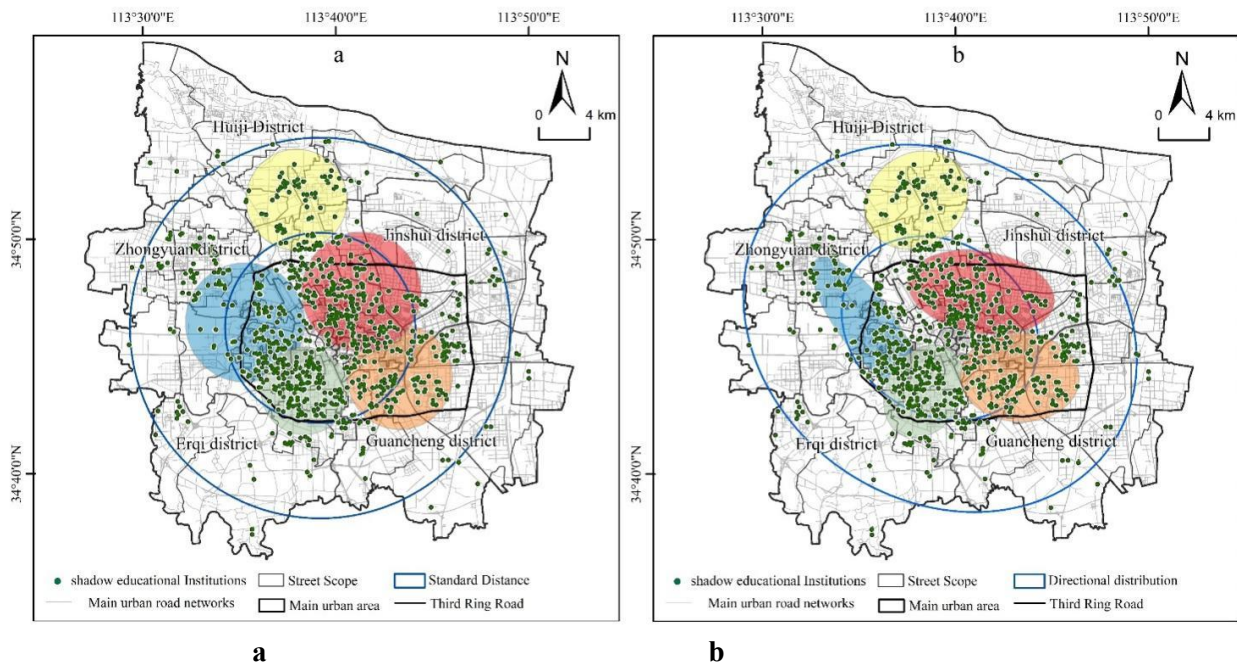 113°30'0"E 113°40'0"E 113°50'0"E
a
N
0 4 km
Huiji District
34°50'0"N
Jinshui district
Zhongyuan district
34°40'0"N
Erqi district
Guancheng district
shadow educational Institutions Street Scope Standard Distance
Main urban road networks Main urban area Third Ring Road
a
113°30'0"E 113°40'0"E 113°50'0"E
b
N
0 4 km
Huiji District
34°50'0"N
Jinshui district
Zhongyuan district
34°40'0"N
Erqi district
Guancheng district
shadow educational Institutions Street Scope Directional distribution
Main urban road networks Main urban area Third Ring Road
b